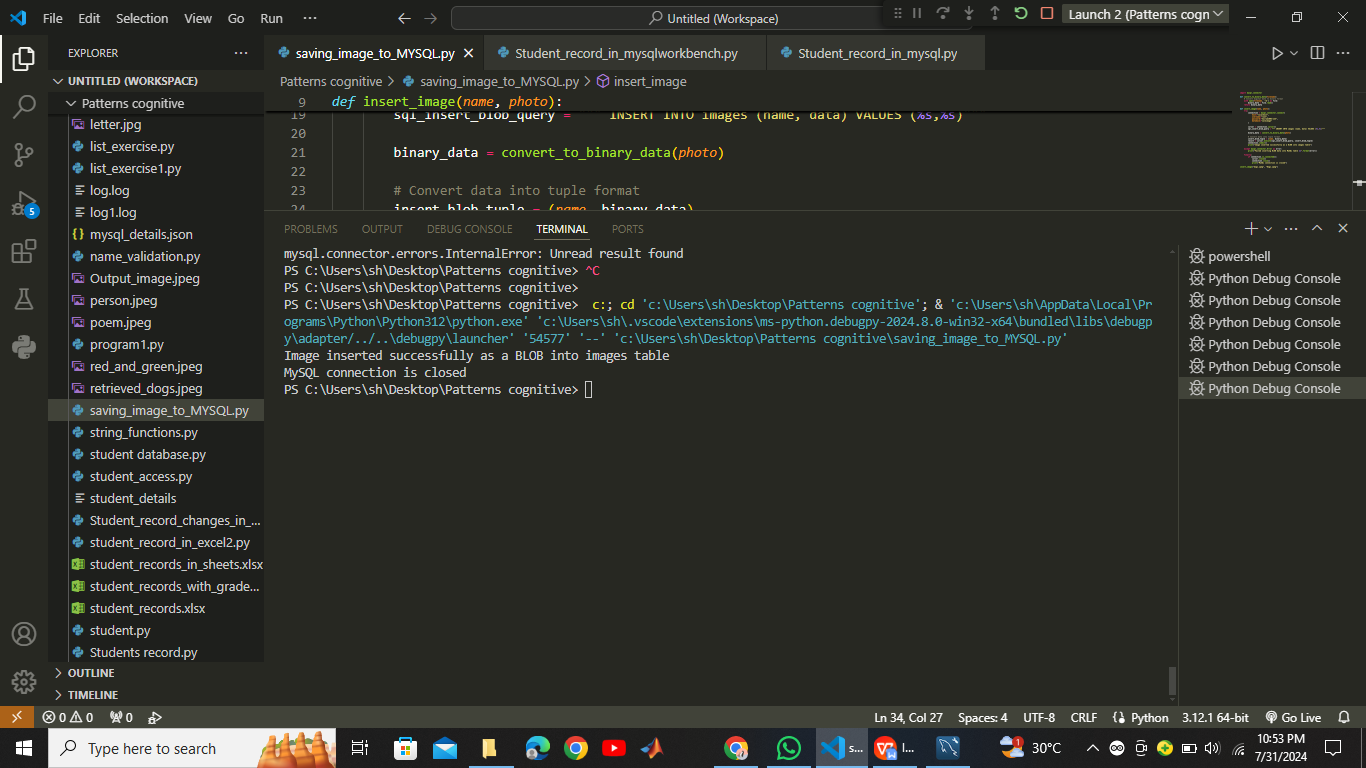 File Edit Selection View Go Run ··· Untitled (Workspace) Launch 2 (Patterns cogn
EXPLORER ···
saving_image_to_MYSQL.py Student_record_in_mysqlworkbench.py Student_record_in_mysql.py
UNTITLED (WORKSPACE)
Patterns cognitive
letter.jpg
list_exercise.py
list_exercise1.py
log.log
log1.log
mysql_details.json
name_validation.py
Output_image.jpeg
person.jpeg
poem.jpeg
program1.py
red_and_green.jpeg
retrieved_dogs.jpeg
saving_image_to_MYSQL.py
string_functions.py
student database.py
student_access.py
student_details
Student_record_changes_in_...
student_record_in_excel2.py
student_records_in_sheets.xlsx
student_records_with_grade...
student_records.xlsx
student.py
Students record.py
OUTLINE
TIMELINE
5
Patterns cognitive > saving_image_to_MYSQL.py > insert_image
9 def insert_image(name, photo):
19 sql_insert_blob_query = INSERT INTO images (name, data) VALUES (%s,%s)
20
21 binary_data = convert_to_binary_data(photo)
22
23 # Convert data into tuple format
24 insert_blob_tuple = (name, binary_data)
PROBLEMS OUTPUT DEBUG CONSOLE TERMINAL PORTS
mysql.connector.errors.InternalError: Unread result found
PS C:\Users\sh\Desktop\Patterns cognitive> ^C
PS C:\Users\sh\Desktop\Patterns cognitive>
PS C:\Users\sh\Desktop\Patterns cognitive> c:; cd 'c:\Users\sh\Desktop\Patterns cognitive'; & 'c:\Users\sh\AppData\Local\Pr
ograms\Python\Python312\python.exe' 'c:\Users\sh\.vscode\extensions\ms-python.debugpy-2024.8.0-win32-x64\bundled\libs\debugp
y\adapter/../..\debugpy\launcher' '54577' '--' 'c:\Users\sh\Desktop\Patterns cognitive\saving_image_to_MYSQL.py'
Image inserted successfully as a BLOB into images table
MySQL connection is closed
PS C:\Users\sh\Desktop\Patterns cognitive>
powershell
Python Debug Console
Python Debug Console
Python Debug Console
Python Debug Console
Python Debug Console
Python Debug Console
0 0 0 Ln 34, Col 27 Spaces: 4 UTF-8 CRLF Python 3.12.1 64-bit Go Live
Type here to search s... l... 30°C 10:53 PM
7/31/2024